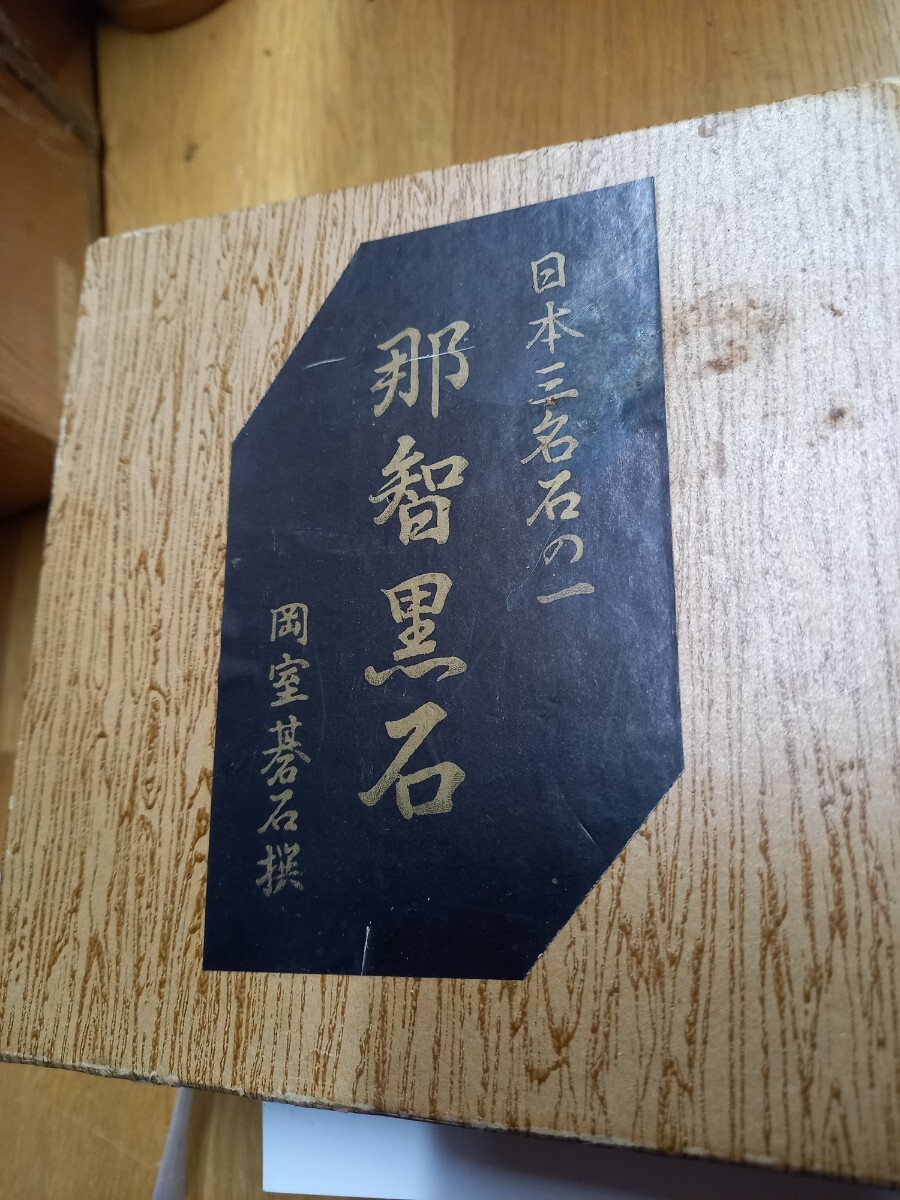 日本三名石の一
那智黒石
岡室碁石撰